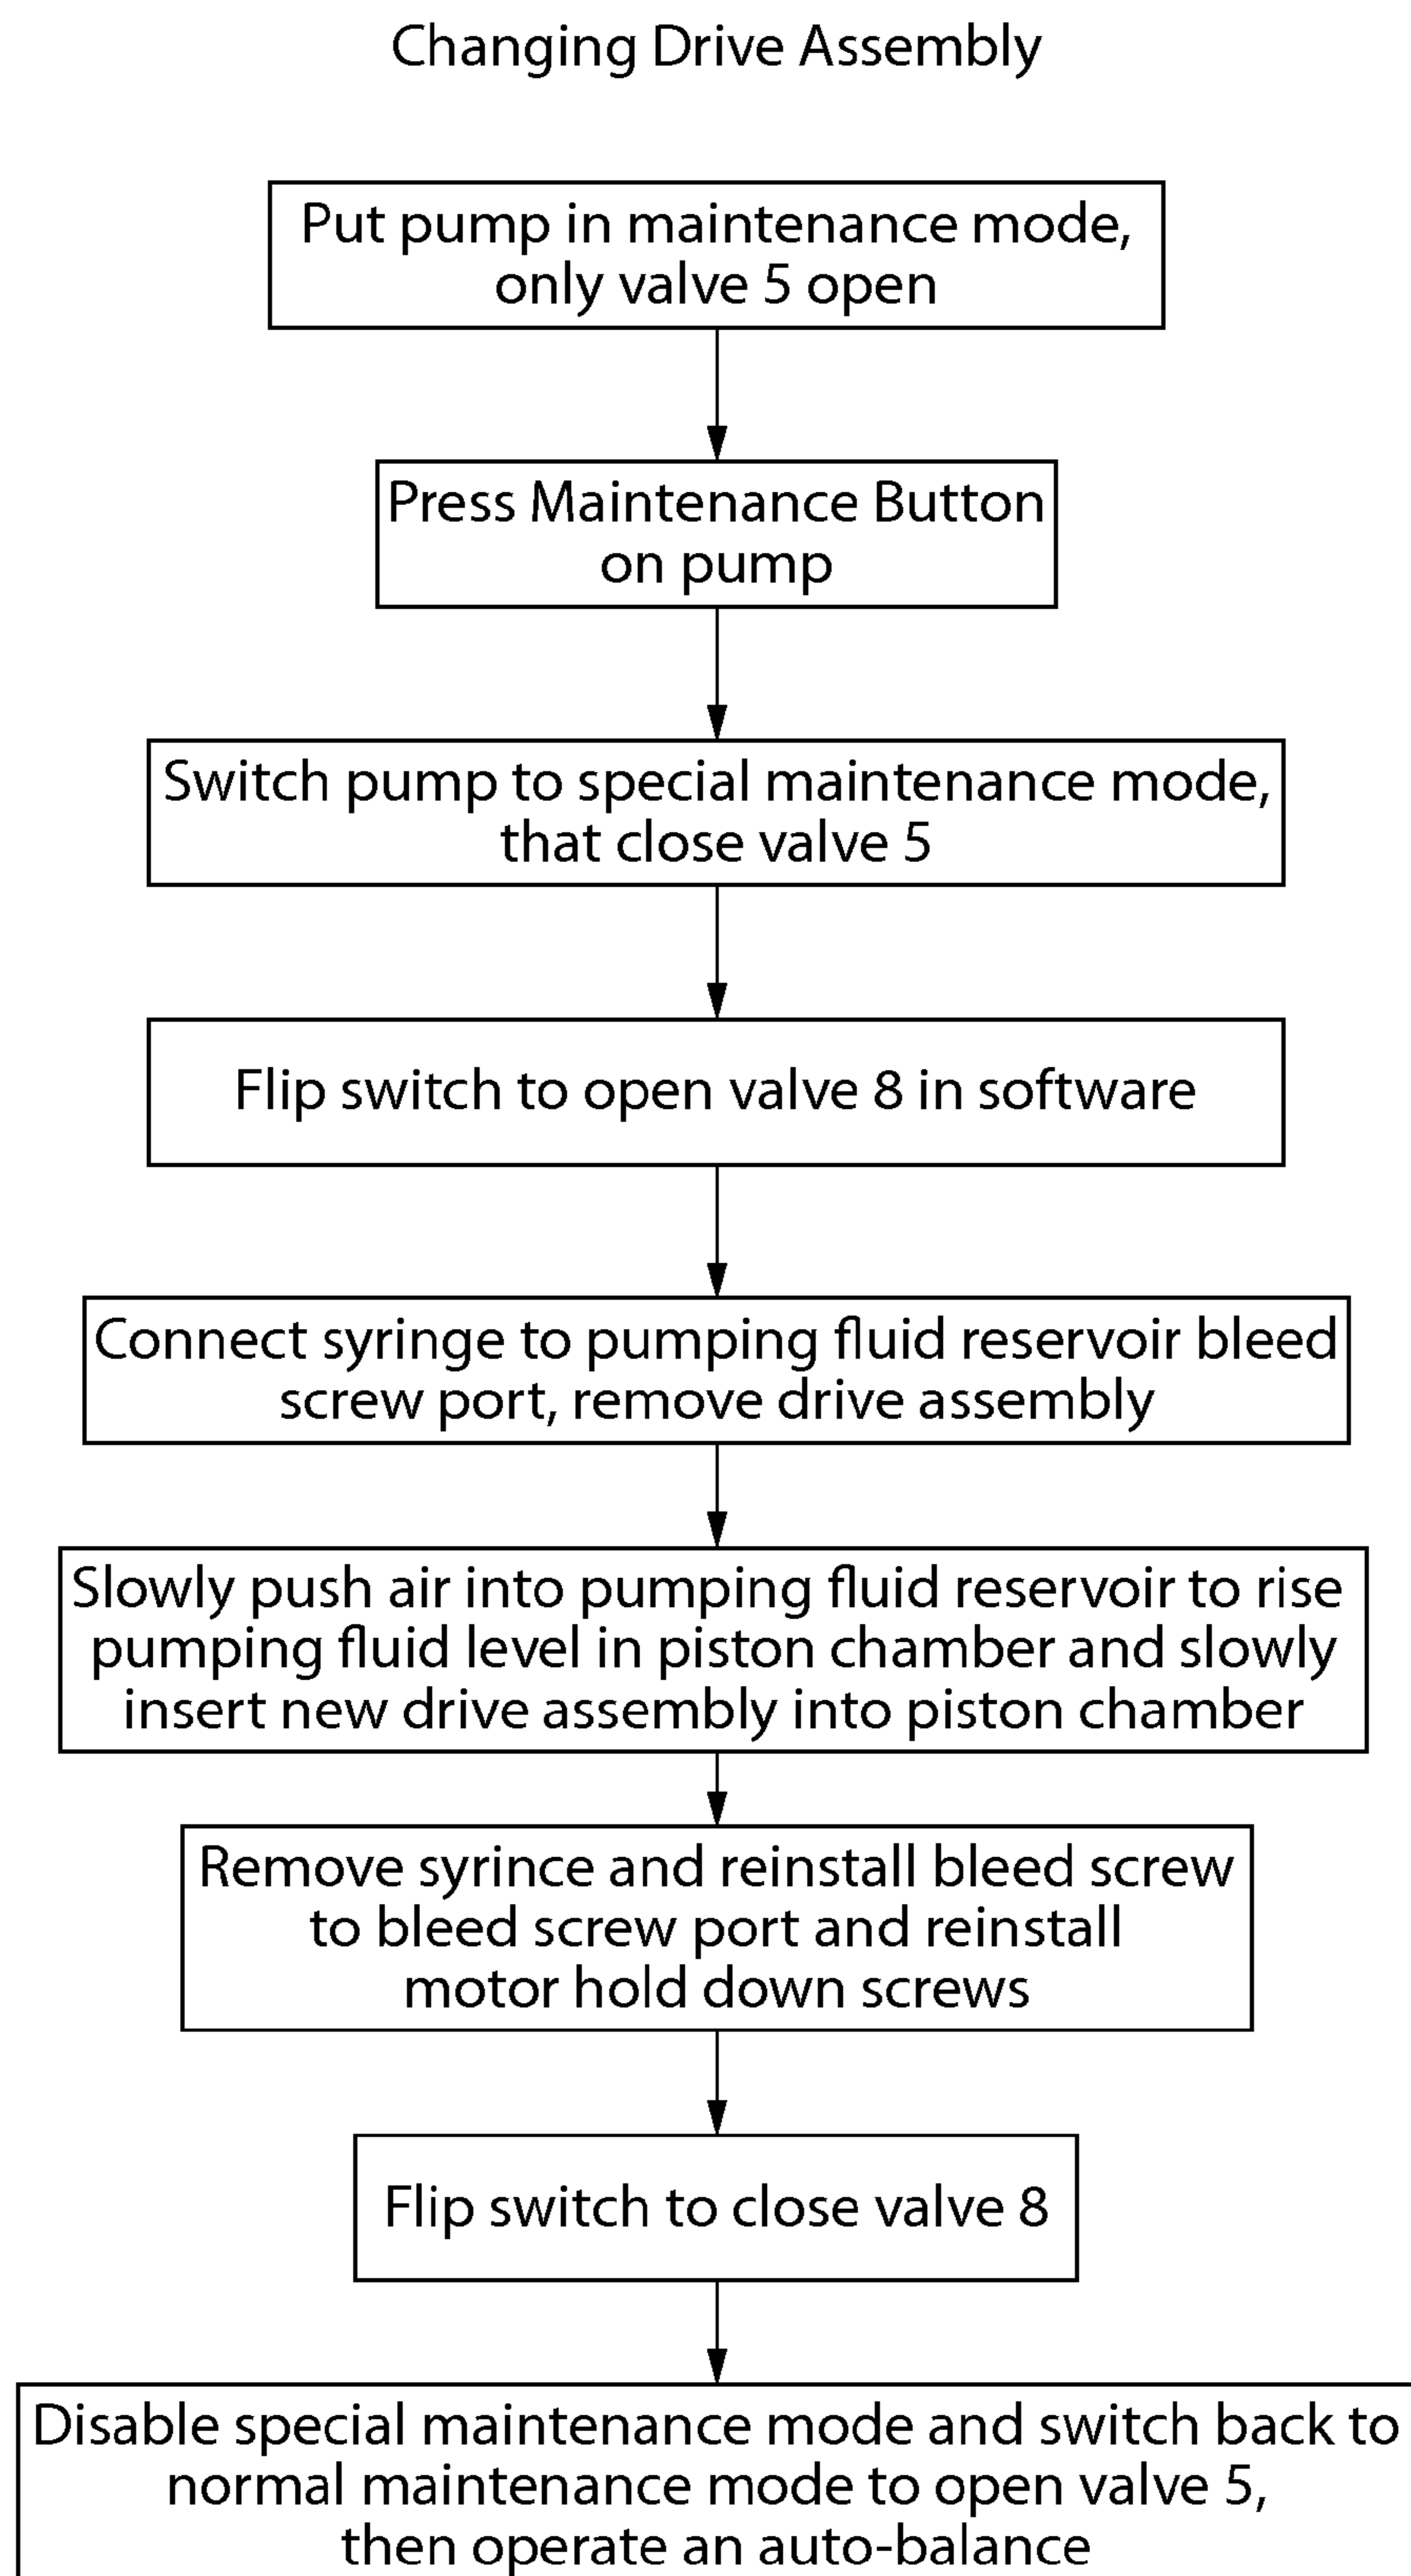 Changing Drive Assembly
Put pump in maintenance mode,
only valve 5 open
Press Maintenance Button
on pump
Switch pump to special maintenance mode,
that close valve 5
Flip switch to open valve 8 in software
Connect syringe to pumping fluid reservoir bleed
screw port, remove drive assembly
Slowly push air into pumping fluid reservoir to rise
pumping fluid level in piston chamber and slowly
insert new drive assembly into piston chamber
Remove syrince and reinstall bleed screw
to bleed screw port and reinstall
motor hold down screws
Flip switch to close valve 8
Disable special maintenance mode and switch back to
normal maintenance mode to open valve 5,
then operate an auto-balance